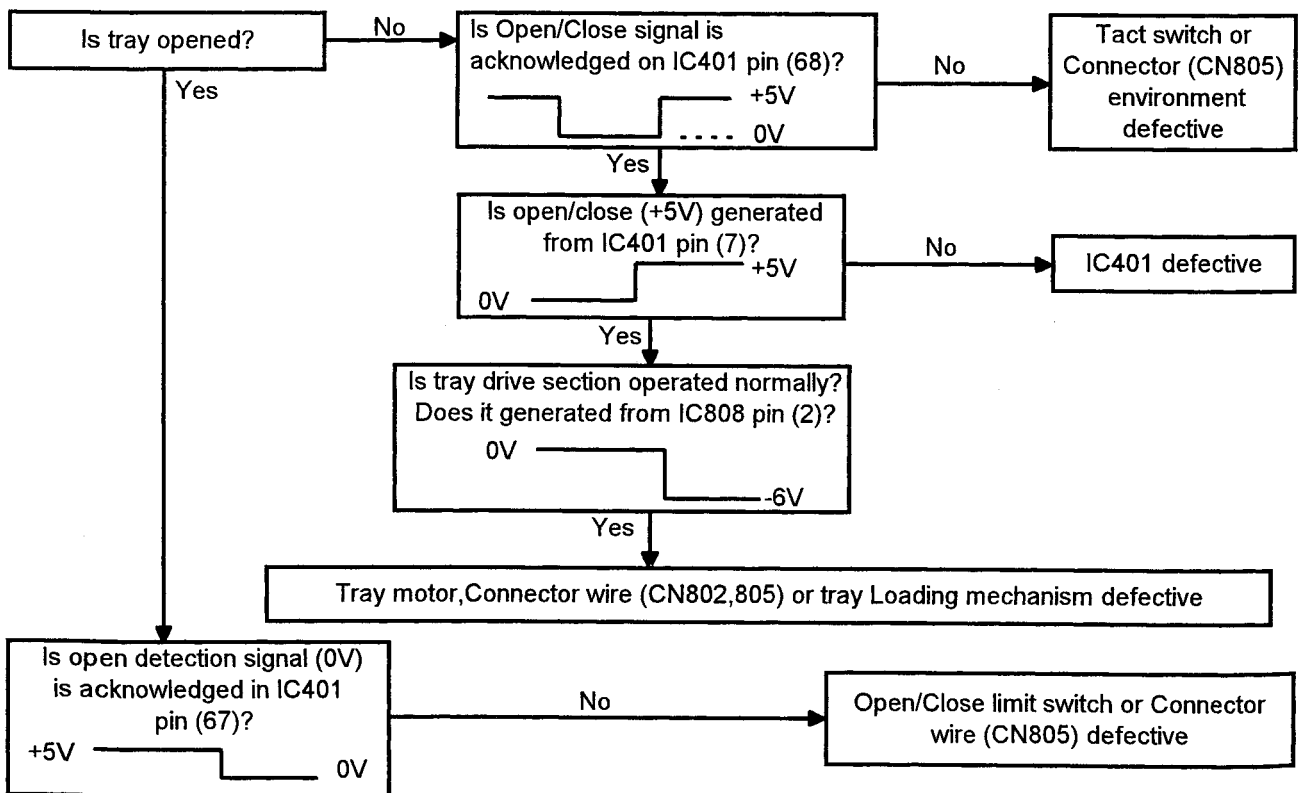 Is tray opened?
No
Is Open/Close signal is
acknowledged on IC401 pin (68)?
+5V
0V
No
Tact switch or
Connector (CN805)
environment
defective
Yes
Yes
Is open/close (+5V) generated
from IC401 pin (7)?
+5V
0V
No
IC401 defective
Yes
Is tray drive section operated normally?
Does it generated from IC808 pin (2)?
0V
-6V
Yes
Tray motor,Connector wire (CN802,805) or tray Loading mechanism defective
Is open detection signal (0V)
is acknowledged in IC401
pin (67)?
+5V
0V
No
Open/Close limit switch or Connector
wire (CN805) defective